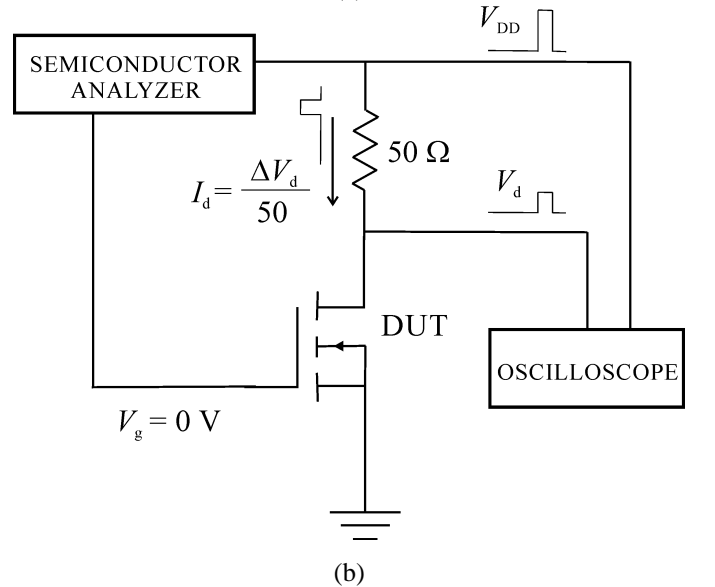 V_DD
SEMICONDUCTOR
ANALYZER
50 Ω
I_d = ΔV_d / 50
V_d
DUT
OSCILLOSCOPE
V_g = 0 V
(b)